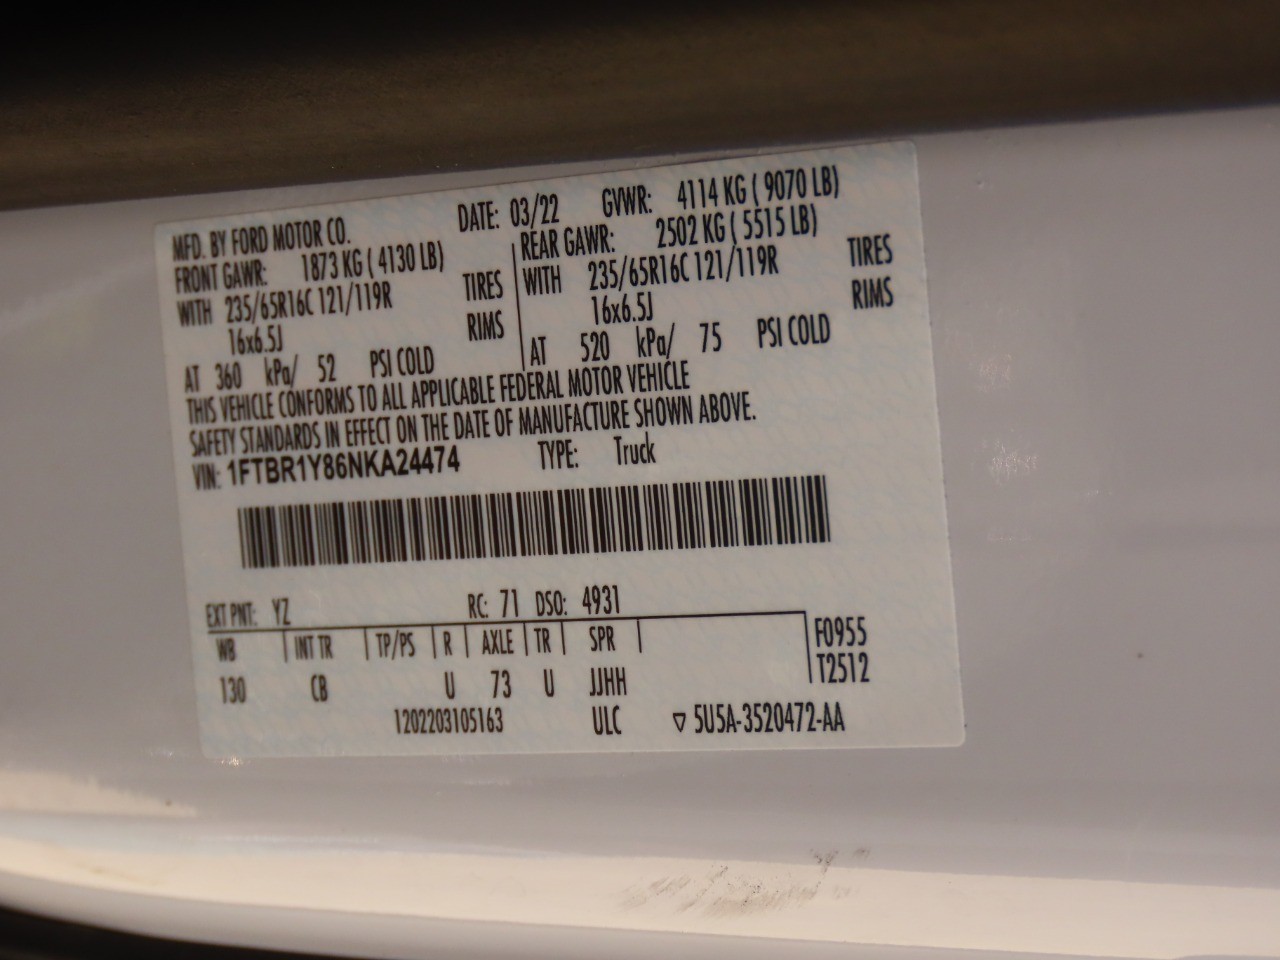 MFD. BY FORD MOTOR CO. DATE: 03/22 GVWR: 4114 KG ( 9070 LB)
FRONT GAWR: 1873 KG ( 4130 LB) REAR GAWR: 2502 KG ( 5515 LB)
WITH 235/65R16C 121/119R TIRES WITH 235/65R16C 121/119R TIRES
16x6.5J RIMS 16x6.5J RIMS
AT 360 kPa/ 52 PSI COLD AT 520 kPa/ 75 PSI COLD
THIS VEHICLE CONFORMS TO ALL APPLICABLE FEDERAL MOTOR VEHICLE
SAFETY STANDARDS IN EFFECT ON THE DATE OF MANUFACTURE SHOWN ABOVE.
VIN: 1FTBR1Y86NKA24474 TYPE: Truck
EXT PNT: YZ RC: 71 DSO: 4931
WB INT TR TP/PS R AXLE TR SPR F0955
130 CB U 73 U JJHH T2512
1202203105163 ULC ▽ 5U5A-3520472-AA